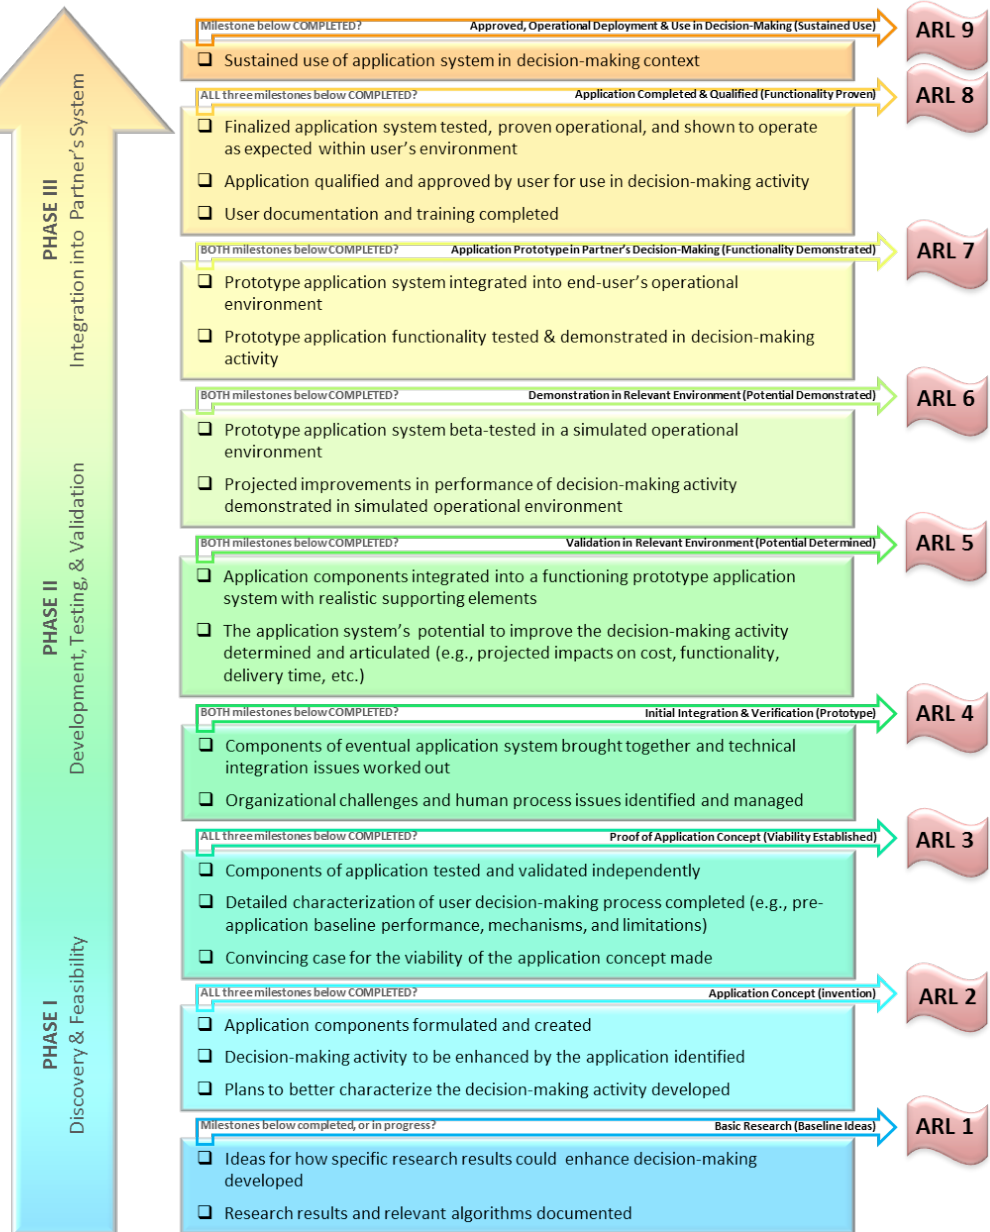 Milestone below COMPLETED? Approved, Operational Deployment & Use in Decision-Making (Sustained Use)
ARL 9
❑ Sustained use of application system in decision-making context
ALL three milestones below COMPLETED? Application Completed & Qualified (Functionality Proven)
ARL 8
❑ Finalized application system tested, proven operational, and shown to operate
as expected within user's environment
❑ Application qualified and approved by user for use in decision-making activity
❑ User documentation and training completed
PHASE III
Integration into Partner's System
BOTH milestones below COMPLETED? Application Prototype in Partner's Decision-Making (Functionality Demonstrated)
ARL 7
❑ Prototype application system integrated into end-user's operational
environment
❑ Prototype application functionality tested & demonstrated in decision-making
activity
BOTH milestones below COMPLETED? Demonstration in Relevant Environment (Potential Demonstrated)
ARL 6
❑ Prototype application system beta-tested in a simulated operational
environment
❑ Projected improvements in performance of decision-making activity
demonstrated in simulated operational environment
BOTH milestones below COMPLETED? Validation in Relevant Environment (Potential Determined)
ARL 5
❑ Application components integrated into a functioning prototype application
system with realistic supporting elements
❑ The application system's potential to improve the decision-making activity
determined and articulated (e.g., projected impacts on cost, functionality,
delivery time, etc.)
PHASE II
Development, Testing, & Validation
BOTH milestones below COMPLETED? Initial Integration & Verification (Prototype)
ARL 4
❑ Components of eventual application system brought together and technical
integration issues worked out
❑ Organizational challenges and human process issues identified and managed
ALL three milestones below COMPLETED? Proof of Application Concept (Viability Established)
ARL 3
❑ Components of application tested and validated independently
❑ Detailed characterization of user decision-making process completed (e.g., pre-
application baseline performance, mechanisms, and limitations)
❑ Convincing case for the viability of the application concept made
ALL three milestones below COMPLETED? Application Concept (invention)
ARL 2
❑ Application components formulated and created
❑ Decision-making activity to be enhanced by the application identified
❑ Plans to better characterize the decision-making activity developed
PHASE I
Discovery & Feasibility
Milestones below completed, or in progress? Basic Research (Baseline Ideas)
ARL 1
❑ Ideas for how specific research results could enhance decision-making
developed
❑ Research results and relevant algorithms documented